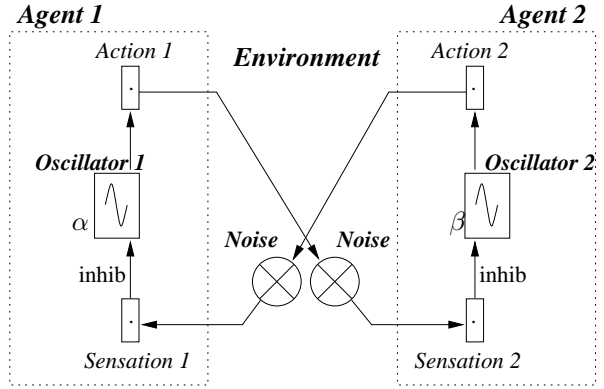 Agent 1
Agent 2
Action 1
Environment
Action 2
Oscillator 1
Oscillator 2
α
β
Noise
Noise
inhib
inhib
Sensation 1
Sensation 2